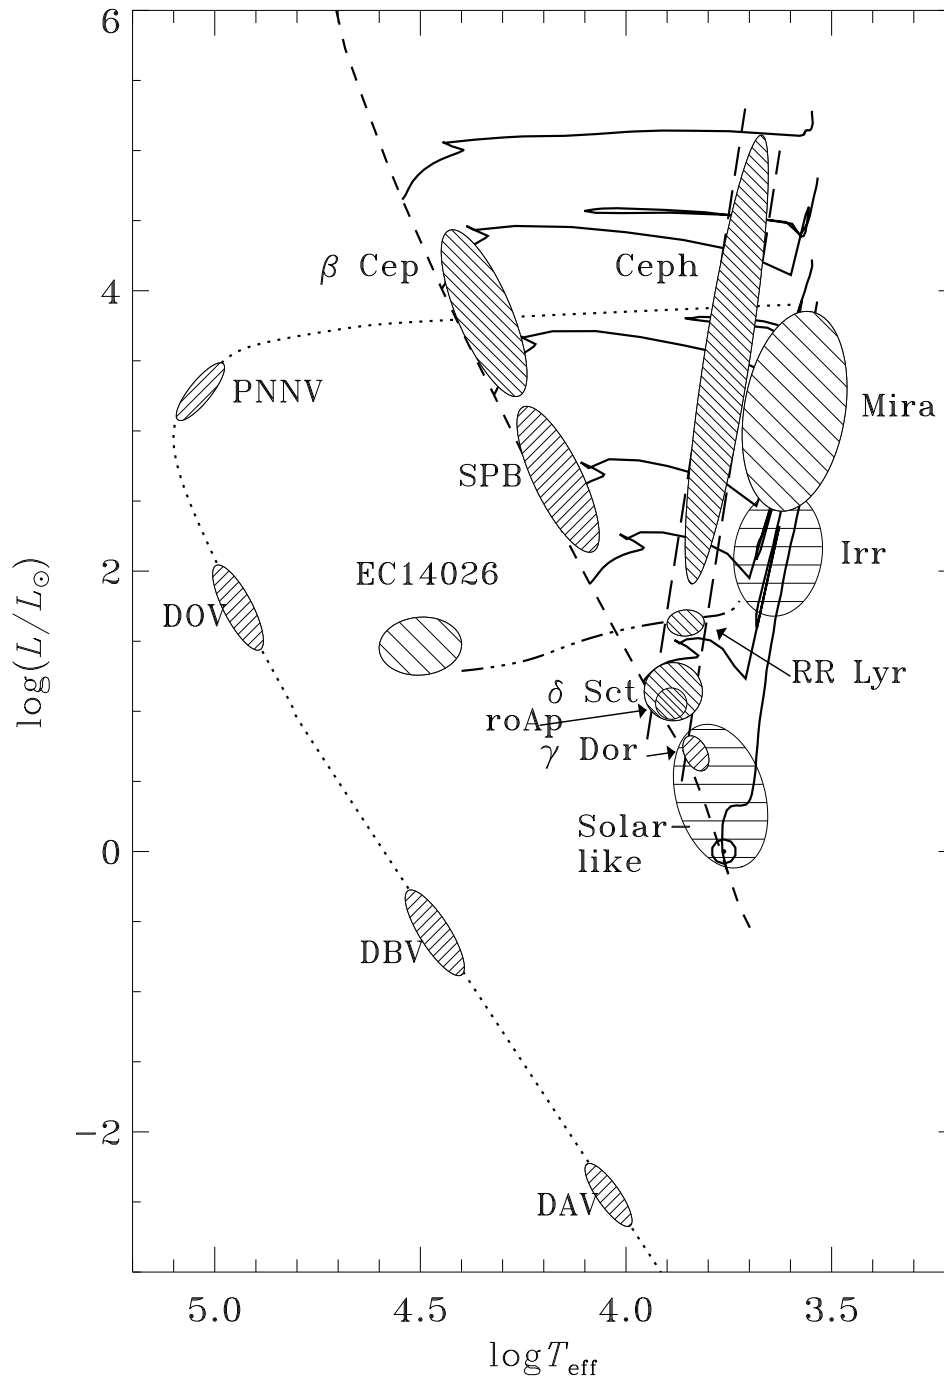 6
β Cep
Ceph
4
PNNV
Mira
SPB
Irr
EC14026
2
DOV
RR Lyr
δ Sct
roAp
γ Dor
log(L/L☉)
Solar
like
0
DBV
−2
DAV
5.0 4.5 4.0 3.5
log T_eff